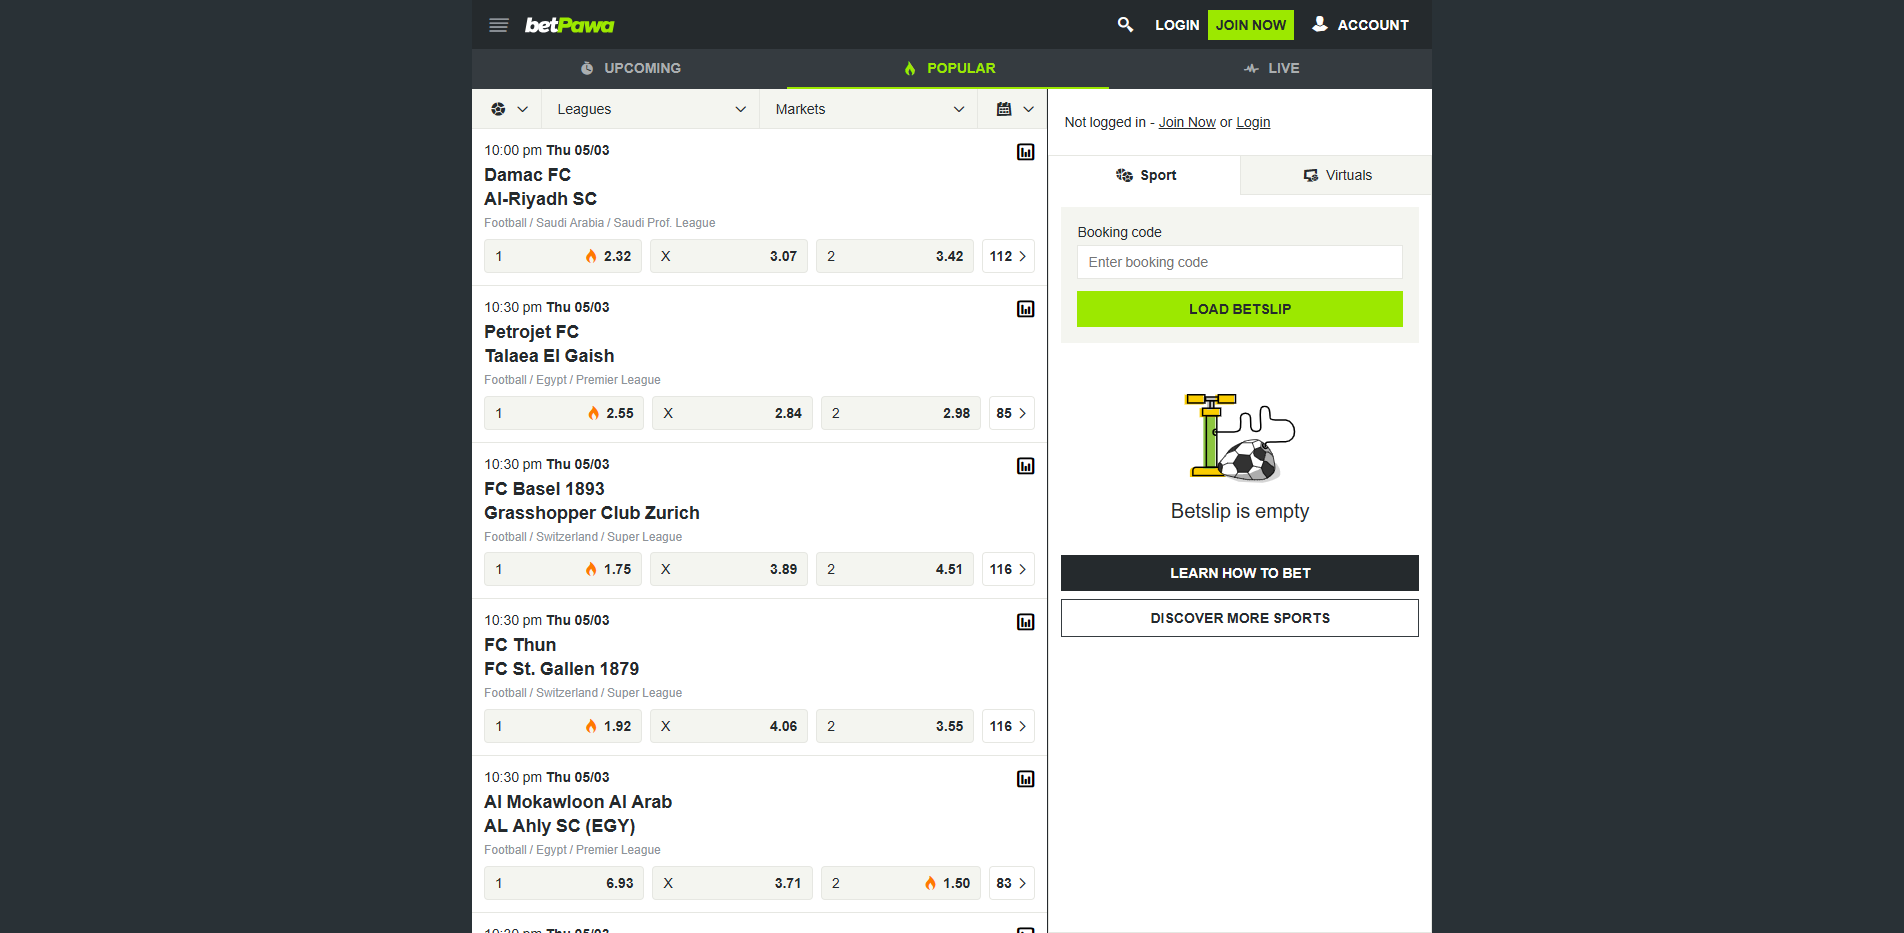 betPawa
LOGIN
JOIN NOW
ACCOUNT
UPCOMING
POPULAR
LIVE
Leagues
Markets
10:00 pm Thu 05/03
Damac FC
Al-Riyadh SC
Football / Saudi Arabia / Saudi Prof. League
1 2.32 X 3.07 2 3.42 112
10:30 pm Thu 05/03
Petrojet FC
Talaea El Gaish
Football / Egypt / Premier League
1 2.55 X 2.84 2 2.98 85
10:30 pm Thu 05/03
FC Basel 1893
Grasshopper Club Zurich
Football / Switzerland / Super League
1 1.75 X 3.89 2 4.51 116
10:30 pm Thu 05/03
FC Thun
FC St. Gallen 1879
Football / Switzerland / Super League
1 1.92 X 4.06 2 3.55 116
10:30 pm Thu 05/03
Al Mokawloon Al Arab
AL Ahly SC (EGY)
Football / Egypt / Premier League
1 6.93 X 3.71 2 1.50 83
10:30 pm Thu 05/03
Not logged in - Join Now or Login
Sport
Virtuals
Booking code
Enter booking code
LOAD BETSLIP
Betslip is empty
LEARN HOW TO BET
DISCOVER MORE SPORTS